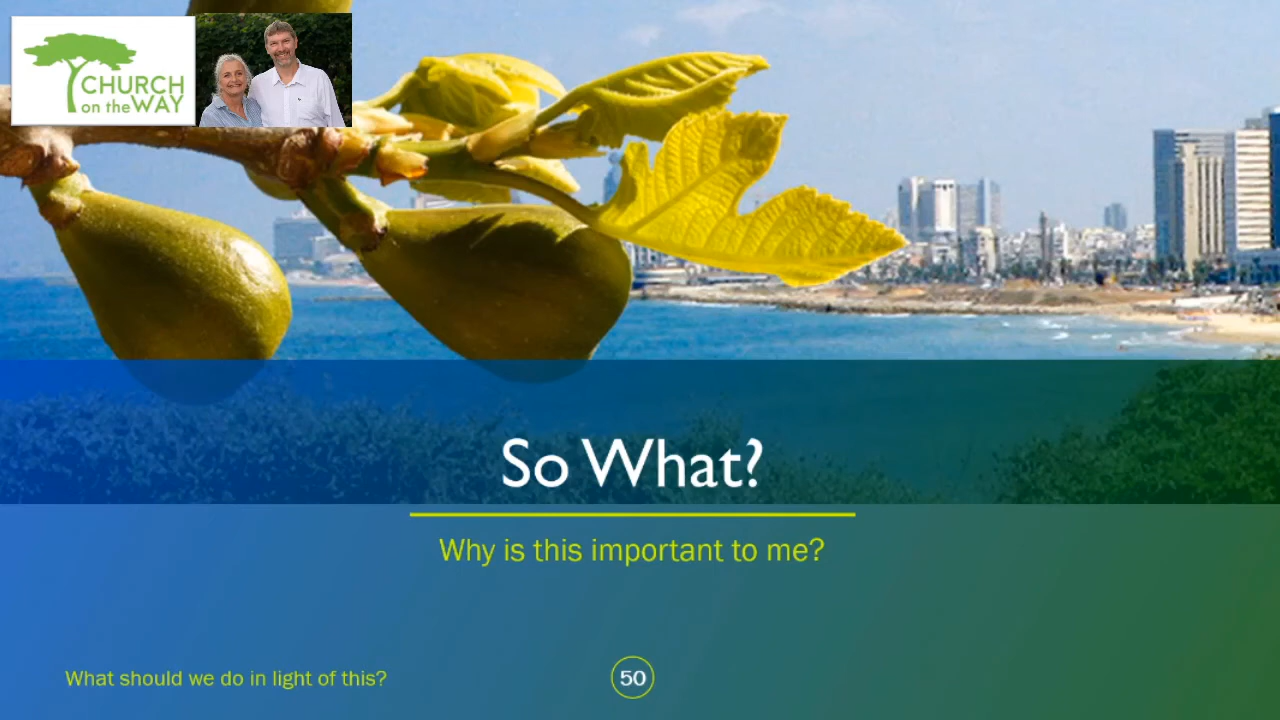 CHURCH
on the WAY
So What?
Why is this important to me?
What should we do in light of this?
50